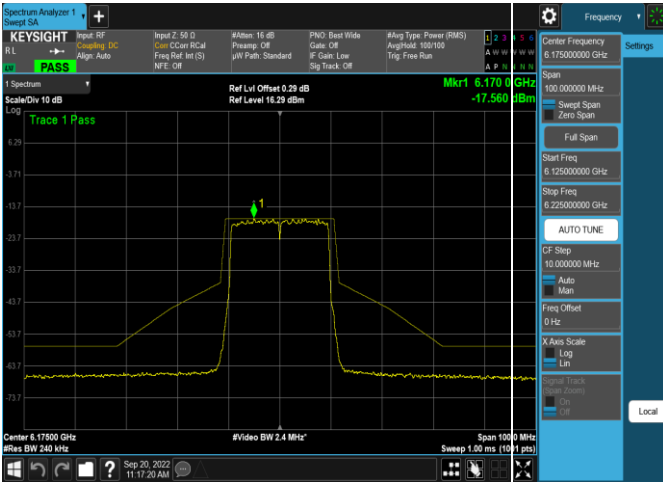 Spectrum Analyzer 1
Swept SA
+
Frequency
KEYSIGHT
RL
PASS
Input: RF
Coupling: DC
Align: Auto
Input Z: 50 Ω
Corr CCorr RCal
Freq Ref: Int (S)
NFE: Off
#Atten: 16 dB
Preamp: Off
µW Path: Standard
PNO: Best Wide
Gate: Off
IF Gain: Low
Sig Track: Off
#Avg Type: Power (RMS)
Avg|Hold: 100/100
Trig: Free Run
1 2 3 4 5 6
A W W W W W
A P N N N N
1 Spectrum
Scale/Div 10 dB
Log
Ref Lvl Offset 0.29 dB
Ref Level 16.29 dBm
Mkr1 6.170 0 GHz
-17.560 dBm
Trace 1 Pass
6.29
-3.71
-13.7
-23.7
-33.7
-43.7
-53.7
-63.7
-73.7
1
Center 6.17500 GHz
#Res BW 240 kHz
#Video BW 2.4 MHz*
Span 100.0 MHz
Sweep 1.00 ms (1001 pts)
Sep 20, 2022
11:17:20 AM
Center Frequency
6.175000000 GHz
Settings
Span
100.000000 MHz
Swept Span
Zero Span
Full Span
Start Freq
6.125000000 GHz
Stop Freq
6.225000000 GHz
AUTO TUNE
CF Step
10.000000 MHz
Auto
Man
Freq Offset
0 Hz
X Axis Scale
Log
Lin
Signal Track
(Span Zoom)
On
Off
Local